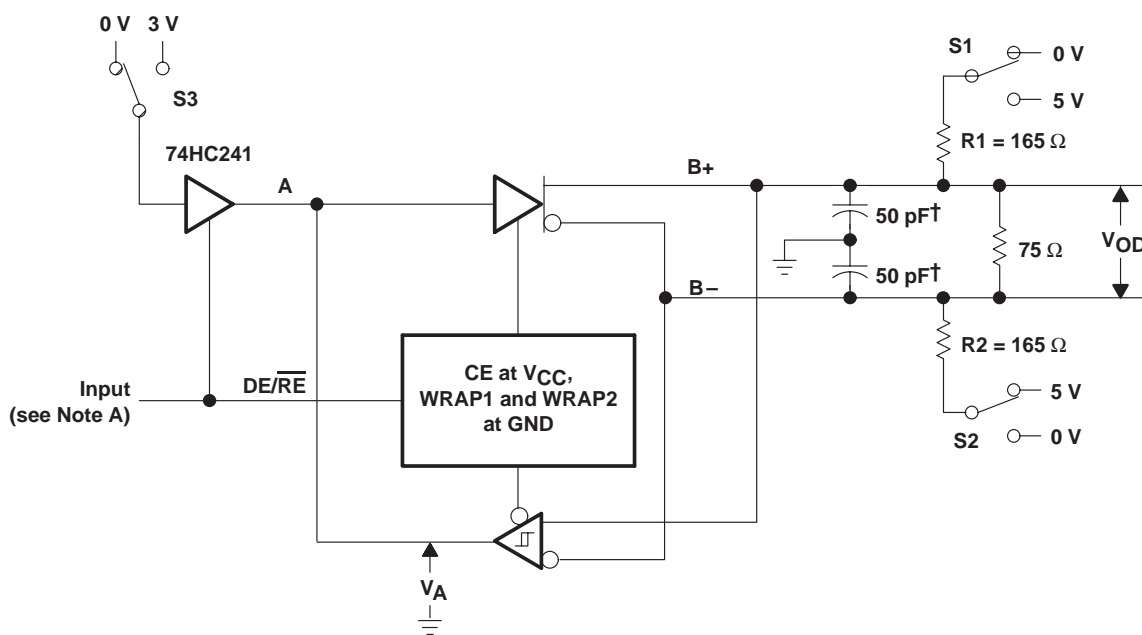 0 V 3 V
S3
74HC241
A
B+
B–
S1
0 V
5 V
R1 = 165 Ω
50 pF†
50 pF†
75 Ω
VOD
R2 = 165 Ω
5 V
S2
0 V
Input
(see Note A)
DE/R̅E̅
CE at VCC,
WRAP1 and WRAP2
at GND
VA